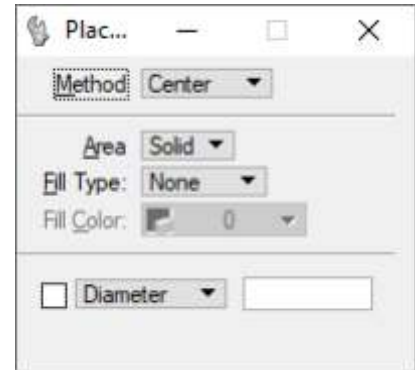 Plac...
Method Center
Area Solid
Fill Type: None
Fill Color: 0
Diameter